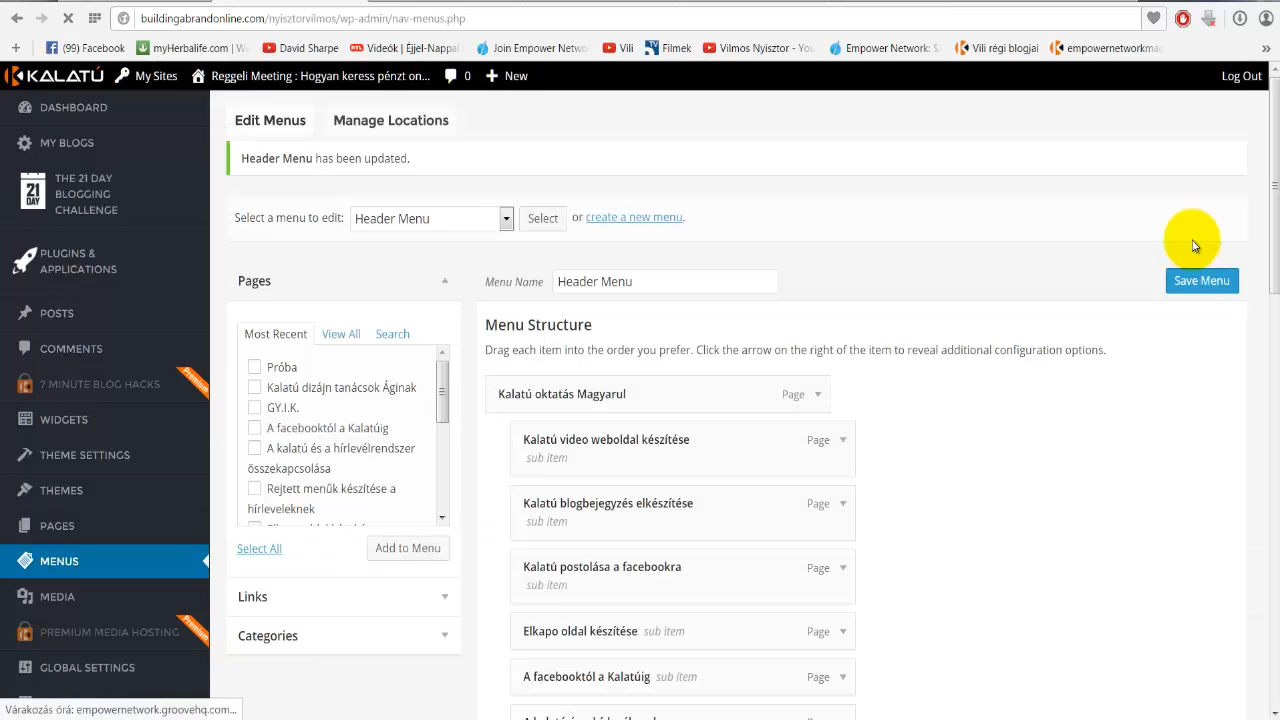 buildingabrandonline.com/nyisztorvilmos/wp-admin/nav-menus.php
(99) Facebook myHerbalife.com | W David Sharpe Videók | Éjjel-Nappal Join Empower Netw Vili Filmek Vilmos Nyisztor - Yo Empower Network: S Vili régi blogjai empowernetworkmag
KALATÚ My Sites Reggeli Meeting : Hogyan keress pénzt on... 0 New Log Out
DASHBOARD
MY BLOGS
21 DAY THE 21 DAY
BLOGGING
CHALLENGE
PLUGINS &
APPLICATIONS
POSTS
COMMENTS
7 MINUTE BLOG HACKS Premium
WIDGETS
THEME SETTINGS
THEMES
PAGES
MENUS
MEDIA
PREMIUM MEDIA HOSTING Premium
GLOBAL SETTINGS
Edit Menus Manage Locations
Header Menu has been updated.
Select a menu to edit: Header Menu Select or create a new menu.
Pages
Most Recent View All Search
Próba
Kalatú dizájn tanácsok Áginak
GY.I.K.
A facebooktól a Kalatúig
A kalatú és a hírlevélrendszer
összekapcsolása
Rejtett menűk készítése a
hírleveleknek
Select All Add to Menu
Links
Categories
Menu Name Header Menu Save Menu
Menu Structure
Drag each item into the order you prefer. Click the arrow on the right of the item to reveal additional configuration options.
Kalatú oktatás Magyarul Page
Kalatú video weboldal készítése Page
sub item
Kalatú blogbejegyzés elkészítése Page
sub item
Kalatú postolása a facebookra Page
sub item
Elkapo oldal készítése sub item Page
A facebooktól a Kalatúig sub item Page
Várakozás óra: empowernetwork.groovehq.com...